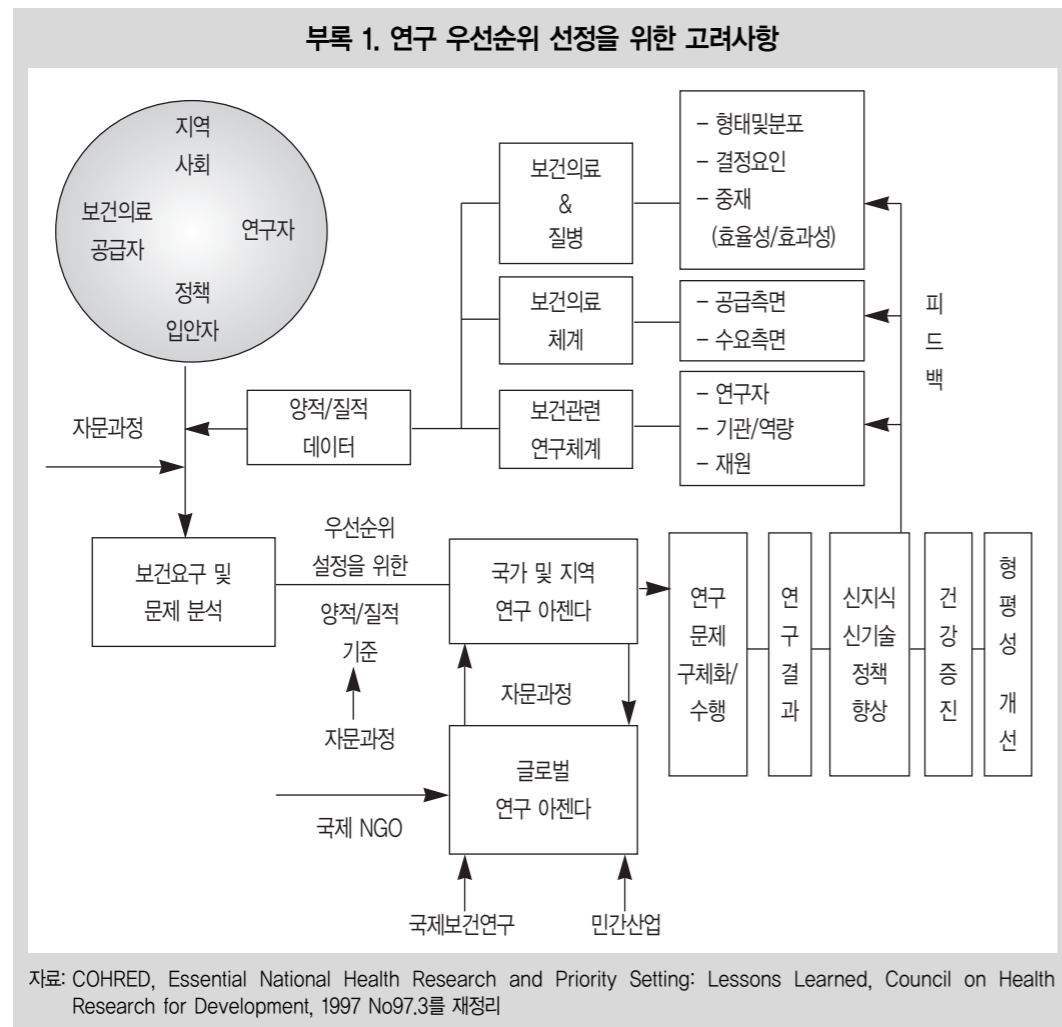 부록 1. 연구 우선순위 선정을 위한 고려사항
지역
사회
보건의료
공급자
연구자
정책
입안자
보건의료
&
질병
– 형태및분포
– 결정요인
– 중재
(효율성/효과성)
보건의료
체계
– 공급측면
– 수요측면
피
드
백
자문과정
양적/질적
데이터
보건관련
연구체계
– 연구자
– 기관/역량
– 재원
보건요구 및
문제 분석
우선순위
설정을 위한
양적/질적
기준
자문과정
국가 및 지역
연구 아젠다
자문과정
글로벌
연구 아젠다
국제 NGO
국제보건연구
민간산업
연구
문제
구체화/
수행
연
구
결
과
신지식
신기술
정책
향상
건
강
증
진
형
평
성
개
선
자료: COHRED, Essential National Health Research and Priority Setting: Lessons Learned, Council on Health
Research for Development, 1997 No97.3를 재정리